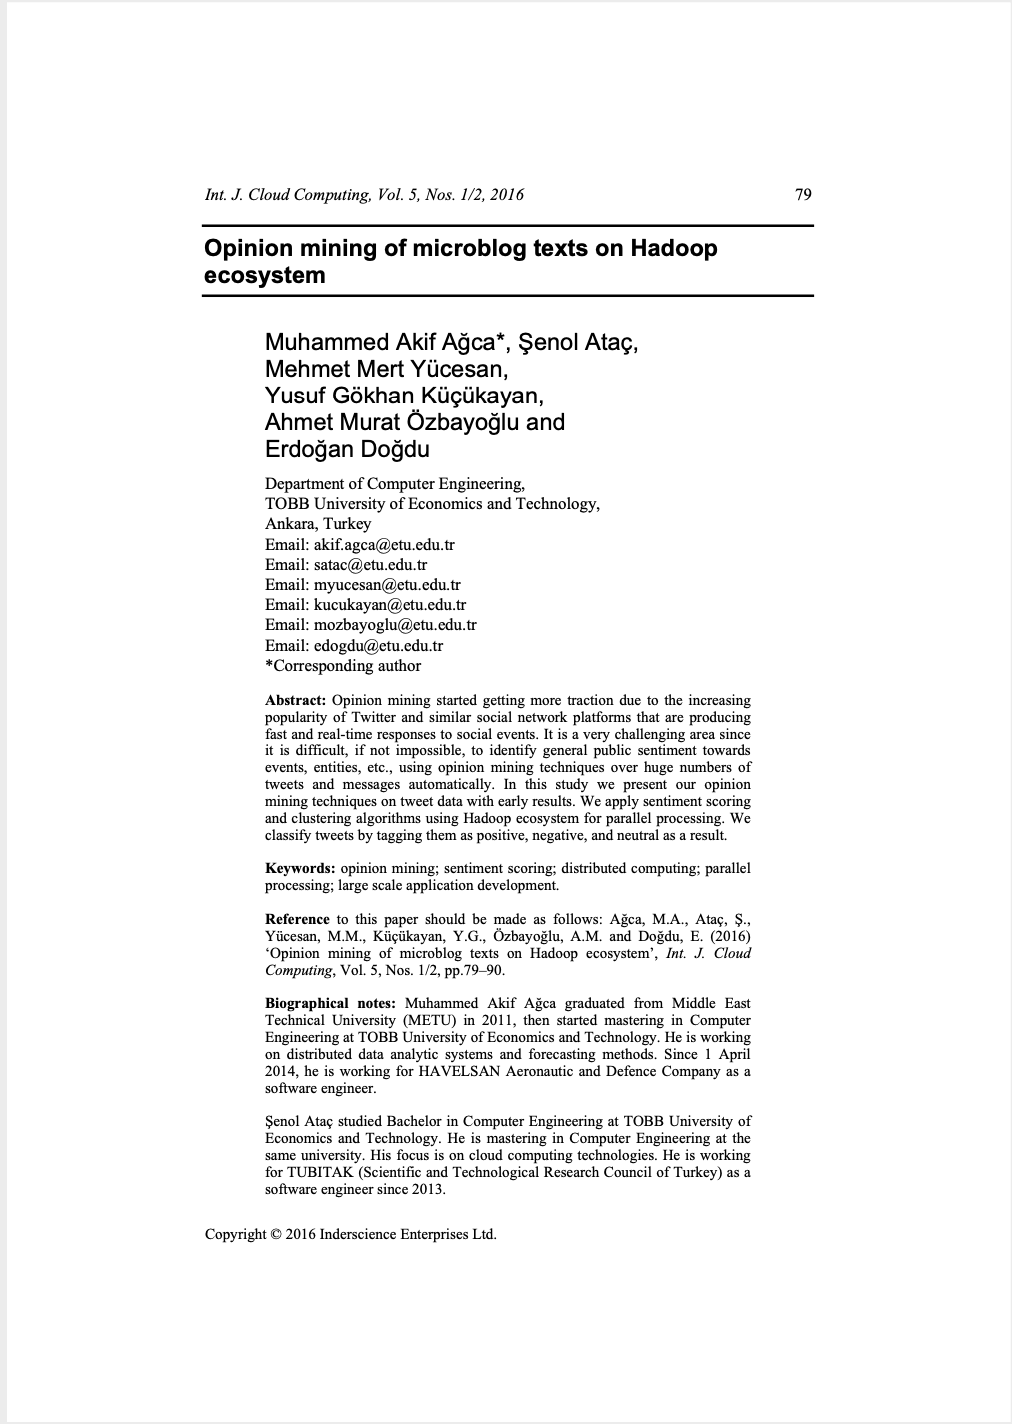 Int. J. Cloud Computing, Vol. 5, Nos. 1/2, 2016 79
Opinion mining of microblog texts on Hadoop
ecosystem
Muhammed Akif Ağca*, Şenol Ataç,
Mehmet Mert Yücesan,
Yusuf Gökhan Küçükayan,
Ahmet Murat Özbayoğlu and
Erdoğan Doğdu
Department of Computer Engineering,
TOBB University of Economics and Technology,
Ankara, Turkey
Email: akif.agca@etu.edu.tr
Email: satac@etu.edu.tr
Email: myucesan@etu.edu.tr
Email: kucukayan@etu.edu.tr
Email: mozbayoglu@etu.edu.tr
Email: edogdu@etu.edu.tr
*Corresponding author
Abstract: Opinion mining started getting more traction due to the increasing
popularity of Twitter and similar social network platforms that are producing
fast and real-time responses to social events. It is a very challenging area since
it is difficult, if not impossible, to identify general public sentiment towards
events, entities, etc., using opinion mining techniques over huge numbers of
tweets and messages automatically. In this study we present our opinion
mining techniques on tweet data with early results. We apply sentiment scoring
and clustering algorithms using Hadoop ecosystem for parallel processing. We
classify tweets by tagging them as positive, negative, and neutral as a result.
Keywords: opinion mining; sentiment scoring; distributed computing; parallel
processing; large scale application development.
Reference to this paper should be made as follows: Ağca, M.A., Ataç, Ş.,
Yücesan, M.M., Küçükayan, Y.G., Özbayoğlu, A.M. and Doğdu, E. (2016)
‘Opinion mining of microblog texts on Hadoop ecosystem’, Int. J. Cloud
Computing, Vol. 5, Nos. 1/2, pp.79–90.
Biographical notes: Muhammed Akif Ağca graduated from Middle East
Technical University (METU) in 2011, then started mastering in Computer
Engineering at TOBB University of Economics and Technology. He is working
on distributed data analytic systems and forecasting methods. Since 1 April
2014, he is working for HAVELSAN Aeronautic and Defence Company as a
software engineer.
Şenol Ataç studied Bachelor in Computer Engineering at TOBB University of
Economics and Technology. He is mastering in Computer Engineering at the
same university. His focus is on cloud computing technologies. He is working
for TUBITAK (Scientific and Technological Research Council of Turkey) as a
software engineer since 2013.
Copyright © 2016 Inderscience Enterprises Ltd.